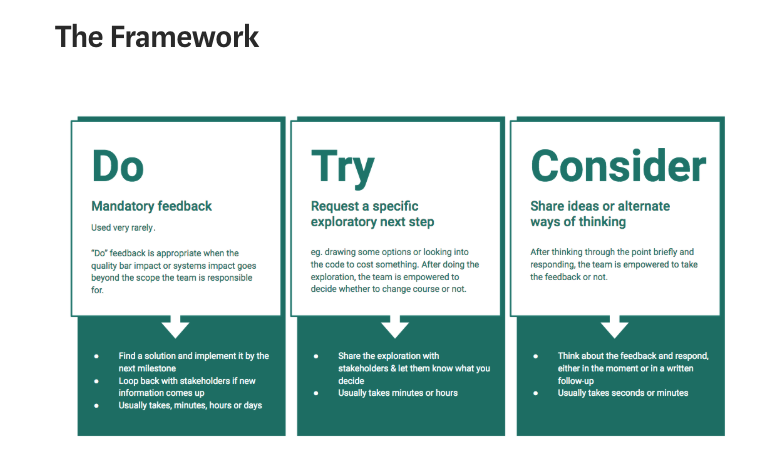 The Framework
Do
Mandatory feedback
Used very rarely.
“Do” feedback is appropriate when the
quality bar impact or systems impact goes
beyond the scope the team is responsible
for.
● Find a solution and implement it by the
next milestone
● Loop back with stakeholders if new
information comes up
● Usually takes, minutes, hours or days
Try
Request a specific
exploratory next step
eg. drawing some options or looking into
the code to cost something. After doing the
exploration, the team is empowered to
decide whether to change course or not.
● Share the exploration with
stakeholders & let them know what you
decide
● Usually takes minutes or hours
Consider
Share ideas or alternate
ways of thinking
After thinking through the point briefly and
responding, the team is empowered to take
the feedback or not.
● Think about the feedback and respond,
either in the moment or in a written
follow-up
● Usually takes seconds or minutes